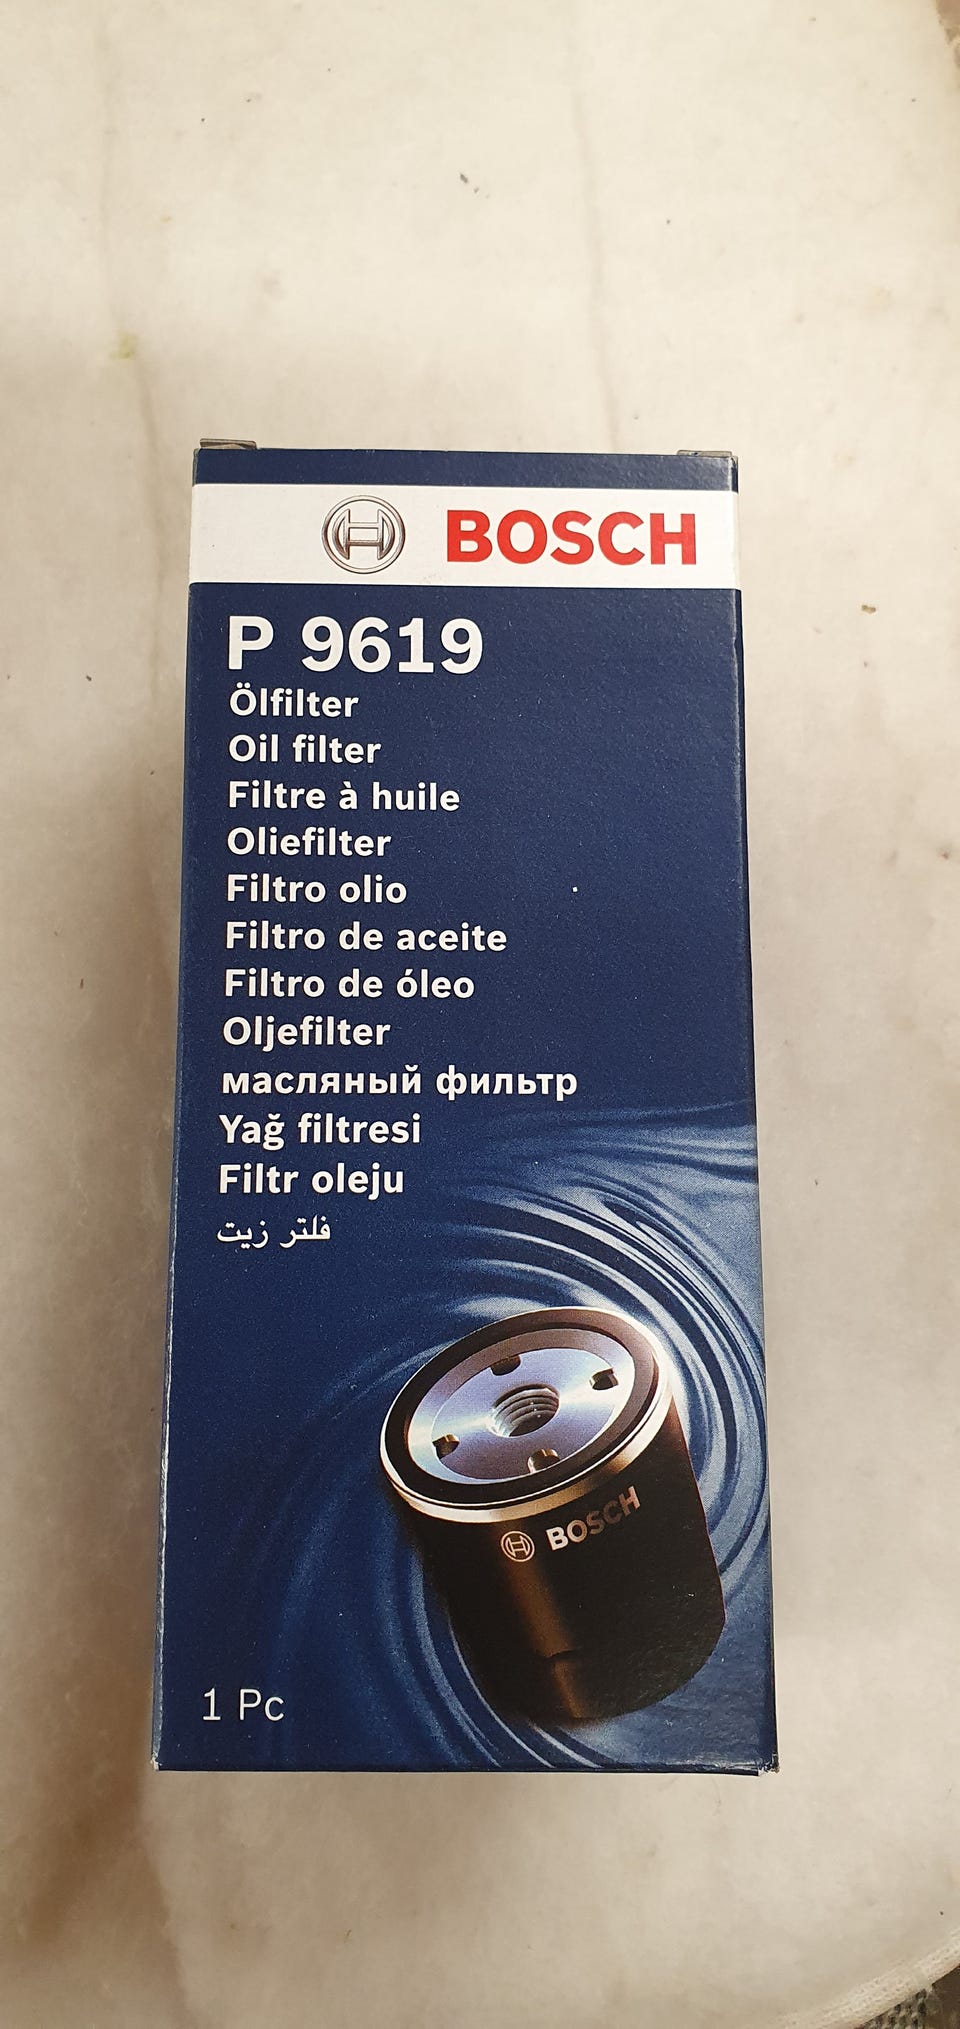 BOSCH
P 9619
Ölfilter
Oil filter
Filtre à huile
Oliefilter
Filtro olio
Filtro de aceite
Filtro de óleo
Oljefilter
масляный фильтр
Yağ filtresi
Filtr oleju
فلتر زيت
BOSCH
1 Pc